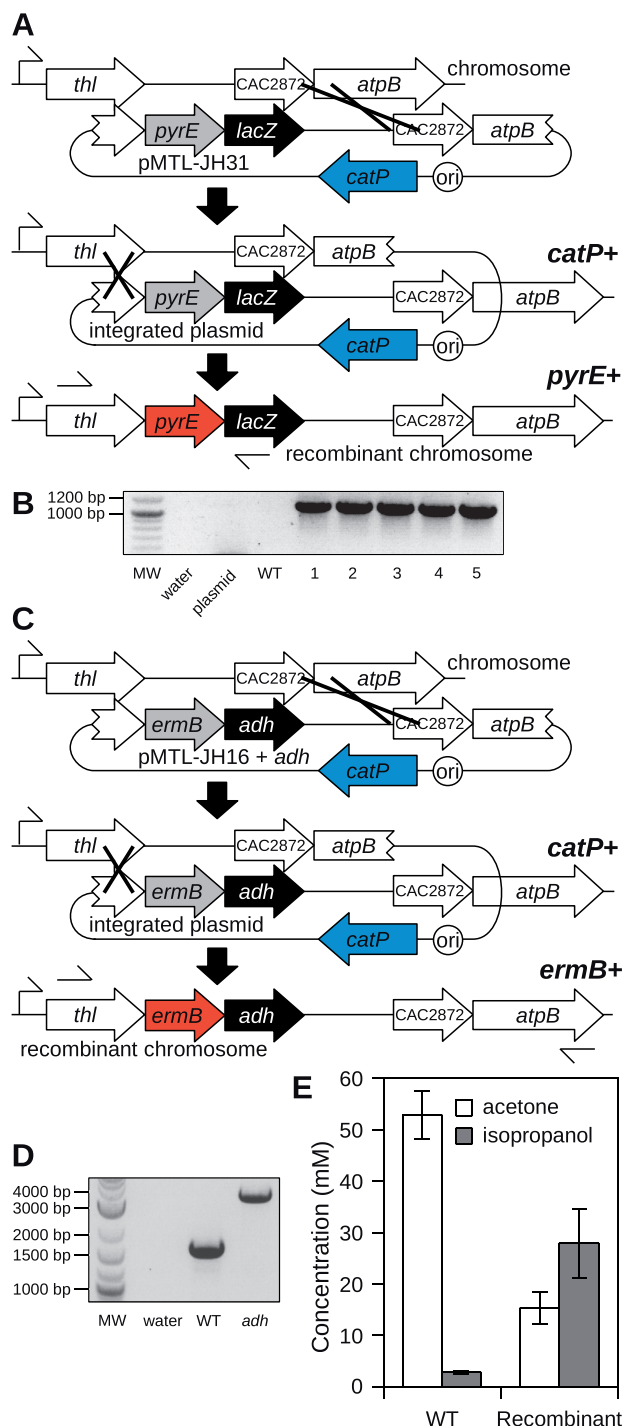 A
thl
CAC2872
atpB
chromosome
pyrE
lacZ
CAC2872
atpB
pMTL-JH31
catP
ori
thl
CAC2872
atpB
catP+
pyrE
lacZ
CAC2872
atpB
integrated plasmid
catP
ori
pyrE+
thl
pyrE
lacZ
CAC2872
atpB
recombinant chromosome
B
1200 bp
1000 bp
MW
water
plasmid
WT
1
2
3
4
5
C
thl
CAC2872
atpB
chromosome
ermB
adh
CAC2872
atpB
pMTL-JH16 + adh
catP
ori
thl
CAC2872
atpB
catP+
ermB
adh
CAC2872
atpB
integrated plasmid
catP
ori
ermB+
thl
ermB
adh
CAC2872
atpB
recombinant chromosome
D
4000 bp
3000 bp
2000 bp
1500 bp
1000 bp
MW
water
WT
adh
E
Concentration (mM)
60
50
40
30
20
10
0
acetone
isopropanol
WT
Recombinant